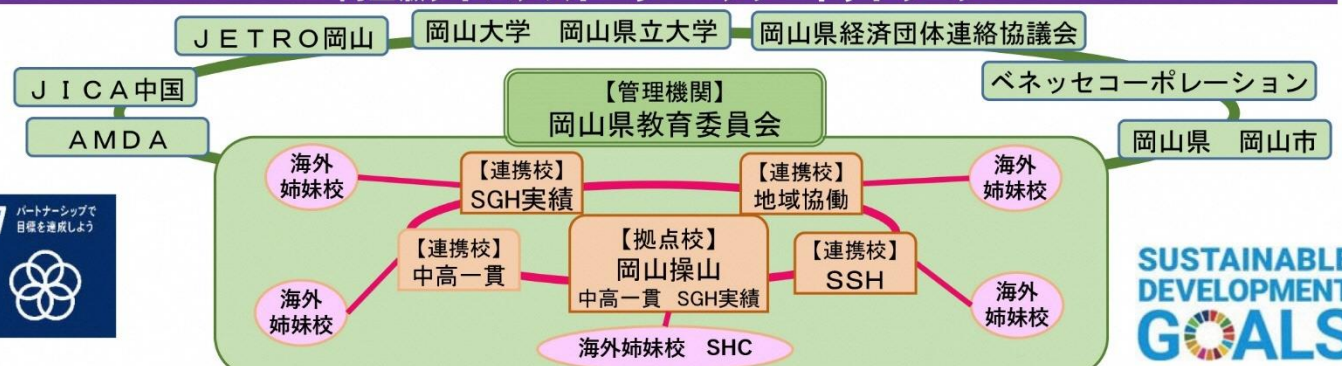 JETRO岡山
岡山大学　岡山県立大学
岡山県経済団体連絡協議会
JICA中国
ベネッセコーポレーション
AMDA
岡山県　岡山市
【管理機関】
岡山県教育委員会
海外
姉妹校
【連携校】
SGH実績
【連携校】
地域協働
海外
姉妹校
パートナーシップで
目標を達成しよう
【連携校】
中高一貫
【拠点校】
岡山操山
中高一貫　SGH実績
【連携校】
SSH
海外
姉妹校
海外
姉妹校
海外姉妹校　SHC
SUSTAINABLE
DEVELOPMENT
GOALS